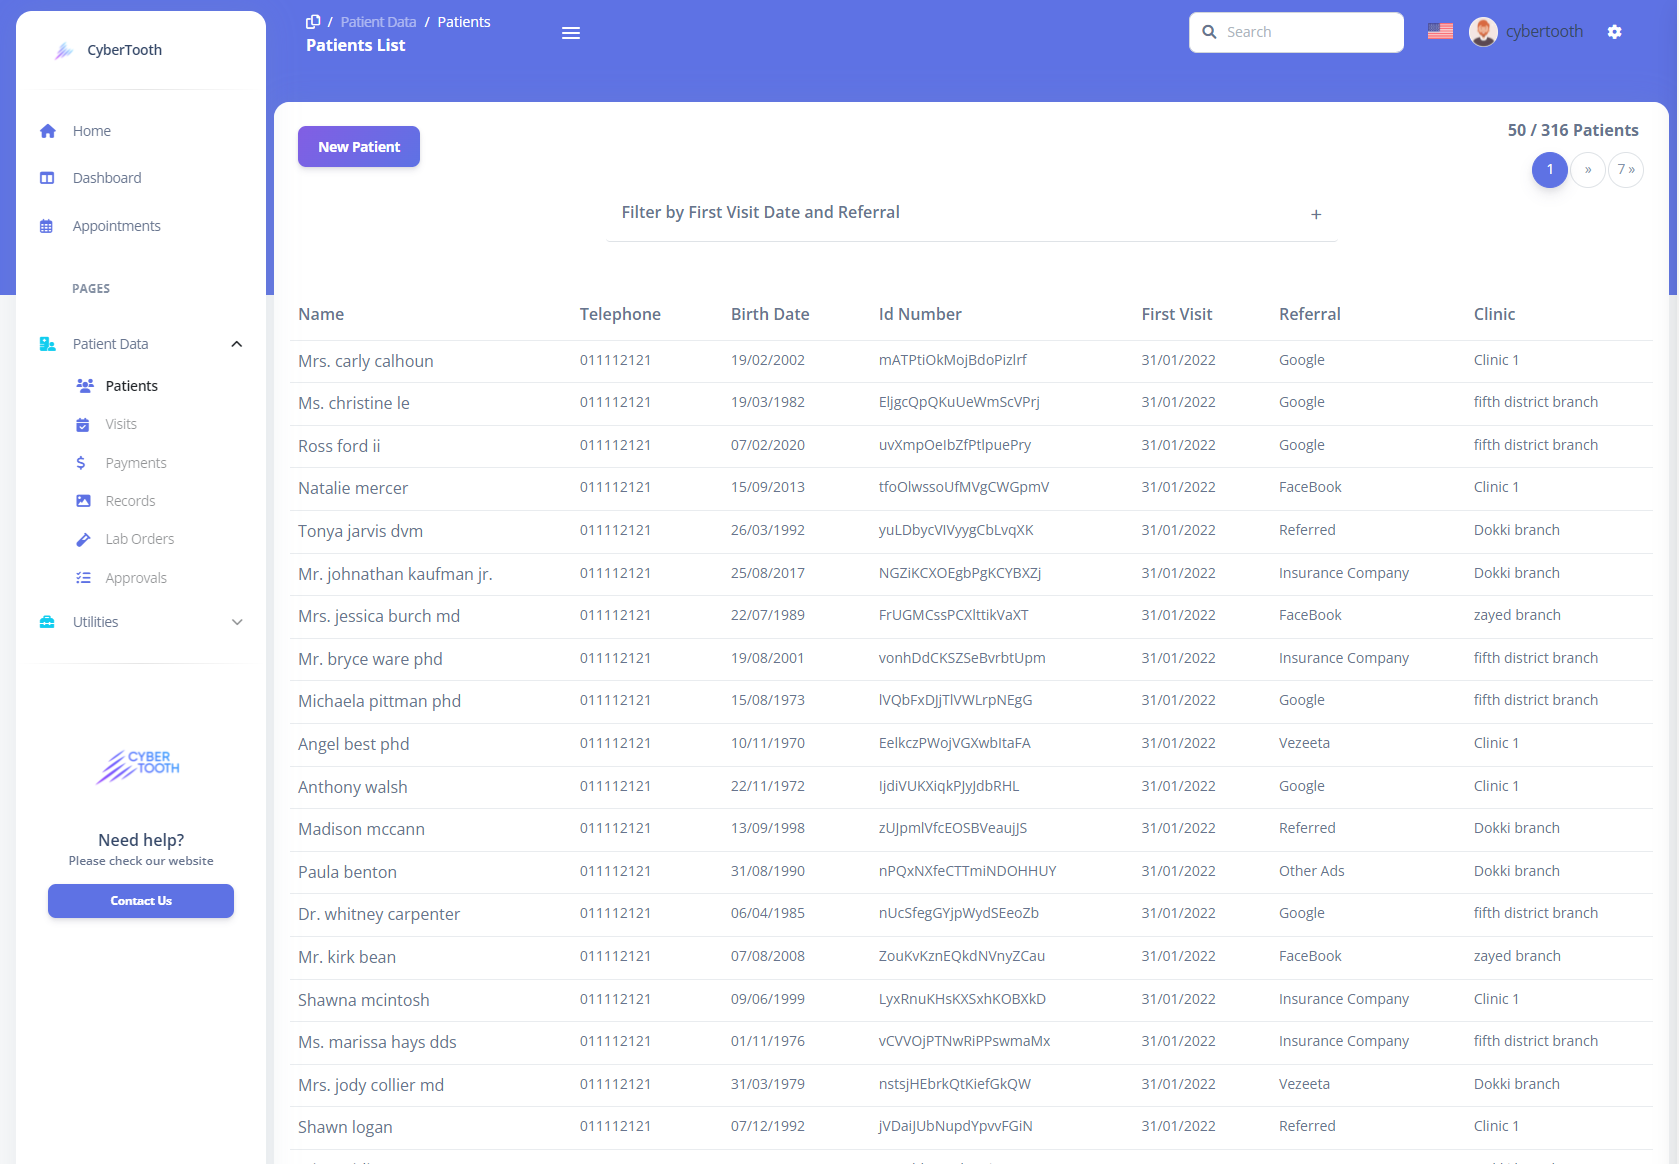 CyberTooth
Home
Dashboard
Appointments
PAGES
Patient Data
Patients
Visits
Payments
Records
Lab Orders
Approvals
Utilities
CYBER
TOOTH
Need help?
Please check our website
Contact Us
/ Patient Data / Patients
Patients List
Search
cybertooth
New Patient
50 / 316 Patients
1 » 7 »
Filter by First Visit Date and Referral +
Name Telephone Birth Date Id Number First Visit Referral Clinic
Mrs. carly calhoun 011112121 19/02/2002 mATPtiOkMojBdoPizlrf 31/01/2022 Google Clinic 1
Ms. christine le 011112121 19/03/1982 EljgcQpQKuUeWmScVPrj 31/01/2022 Google fifth district branch
Ross ford ii 011112121 07/02/2020 uvXmpOeIbZfPtlpuePry 31/01/2022 Google fifth district branch
Natalie mercer 011112121 15/09/2013 tfoOlwssoUfMVgCWGpmV 31/01/2022 FaceBook Clinic 1
Tonya jarvis dvm 011112121 26/03/1992 yuLDbycVIVyygCbLvqXK 31/01/2022 Referred Dokki branch
Mr. johnathan kaufman jr. 011112121 25/08/2017 NGZiKCXOEgbPgKCYBXZj 31/01/2022 Insurance Company Dokki branch
Mrs. jessica burch md 011112121 22/07/1989 FrUGMCssPCXlttikVaXT 31/01/2022 FaceBook zayed branch
Mr. bryce ware phd 011112121 19/08/2001 vonhDdCKSZSeBvrbtUpm 31/01/2022 Insurance Company fifth district branch
Michaela pittman phd 011112121 15/08/1973 lVQbFxDJjTlVWLrpNEgG 31/01/2022 Google fifth district branch
Angel best phd 011112121 10/11/1970 EelkczPWojVGXwbItaFA 31/01/2022 Vezeeta Clinic 1
Anthony walsh 011112121 22/11/1972 IjdiVUKXiqkPJyJdbRHL 31/01/2022 Google Clinic 1
Madison mccann 011112121 13/09/1998 zUJpmlVfcEOSBVeaujJS 31/01/2022 Referred Dokki branch
Paula benton 011112121 31/08/1990 nPQxNXfeCTTmiNDOHHUY 31/01/2022 Other Ads Dokki branch
Dr. whitney carpenter 011112121 06/04/1985 nUcSfegGYjpWydSEeoZb 31/01/2022 Google fifth district branch
Mr. kirk bean 011112121 07/08/2008 ZouKvKznEQkdNVnyZCau 31/01/2022 FaceBook zayed branch
Shawna mcintosh 011112121 09/06/1999 LyxRnuKHsKXSxhKOBXkD 31/01/2022 Insurance Company Clinic 1
Ms. marissa hays dds 011112121 01/11/1976 vCVVOjPTNwRiPPswmaMx 31/01/2022 Insurance Company fifth district branch
Mrs. jody collier md 011112121 31/03/1979 nstsjHEbrkQtKiefGkQW 31/01/2022 Vezeeta Dokki branch
Shawn logan 011112121 07/12/1992 jVDaiJUbNupdYpvvFGiN 31/01/2022 Referred Clinic 1